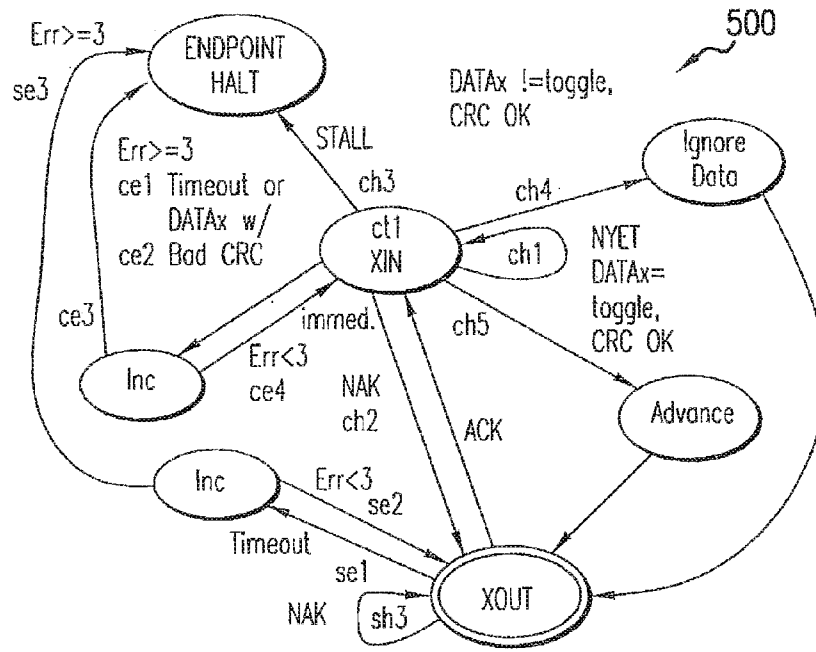 500
Err>=3
se3
ENDPOINT
HALT
DATAx !=toggle,
CRC OK
Ignore
Data
STALL
ch3
ch4
Err>=3
ce1 Timeout or
DATAx w/
ce2 Bad CRC
ct1
XIN
ch1
NYET
DATAx=
toggle,
CRC OK
ce3
immed.
ch5
Inc
Err<3
ce4
NAK
ch2
ACK
Advance
Inc
Err<3
se2
Timeout
se1
NAK
sh3
XOUT